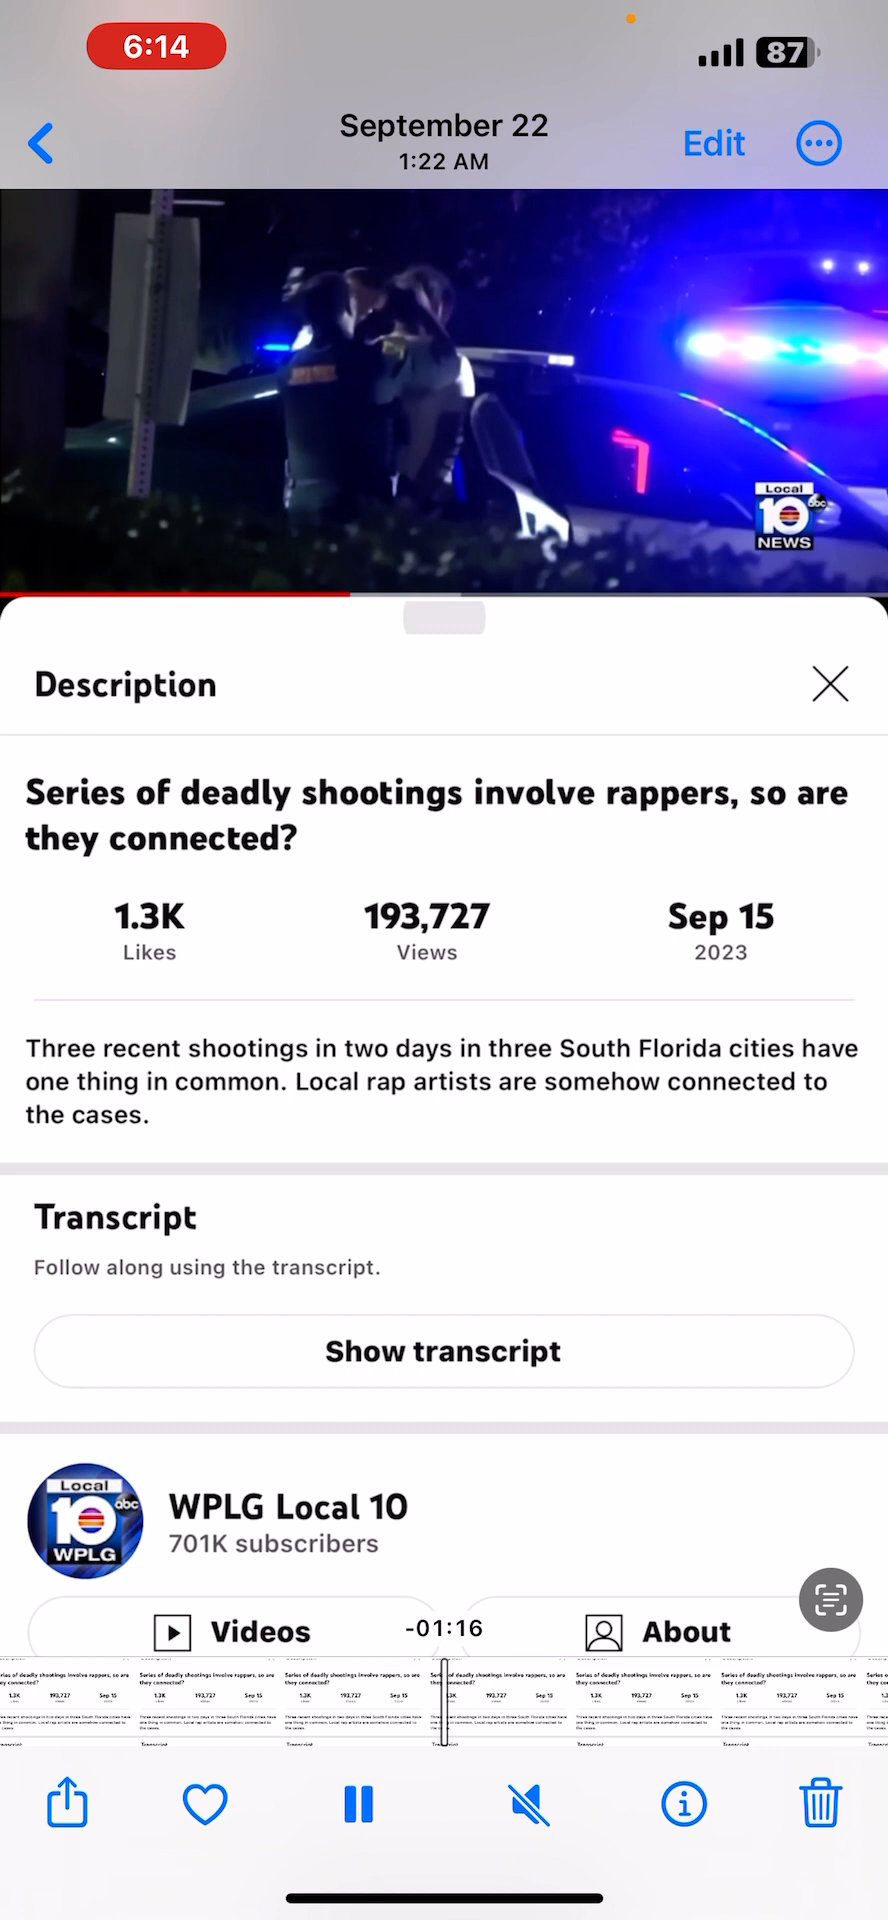 6:14
87
September 22
1:22 AM
Edit
Local
10
abc
NEWS
Description
Series of deadly shootings involve rappers, so are
they connected?
1.3K
193,727
Sep 15
Likes
Views
2023
Three recent shootings in two days in three South Florida cities have
one thing in common. Local rap artists are somehow connected to
the cases.
Transcript
Follow along using the transcript.
Show transcript
Local
10
abc
WPLG
WPLG Local 10
701K subscribers
Videos
-01:16
About